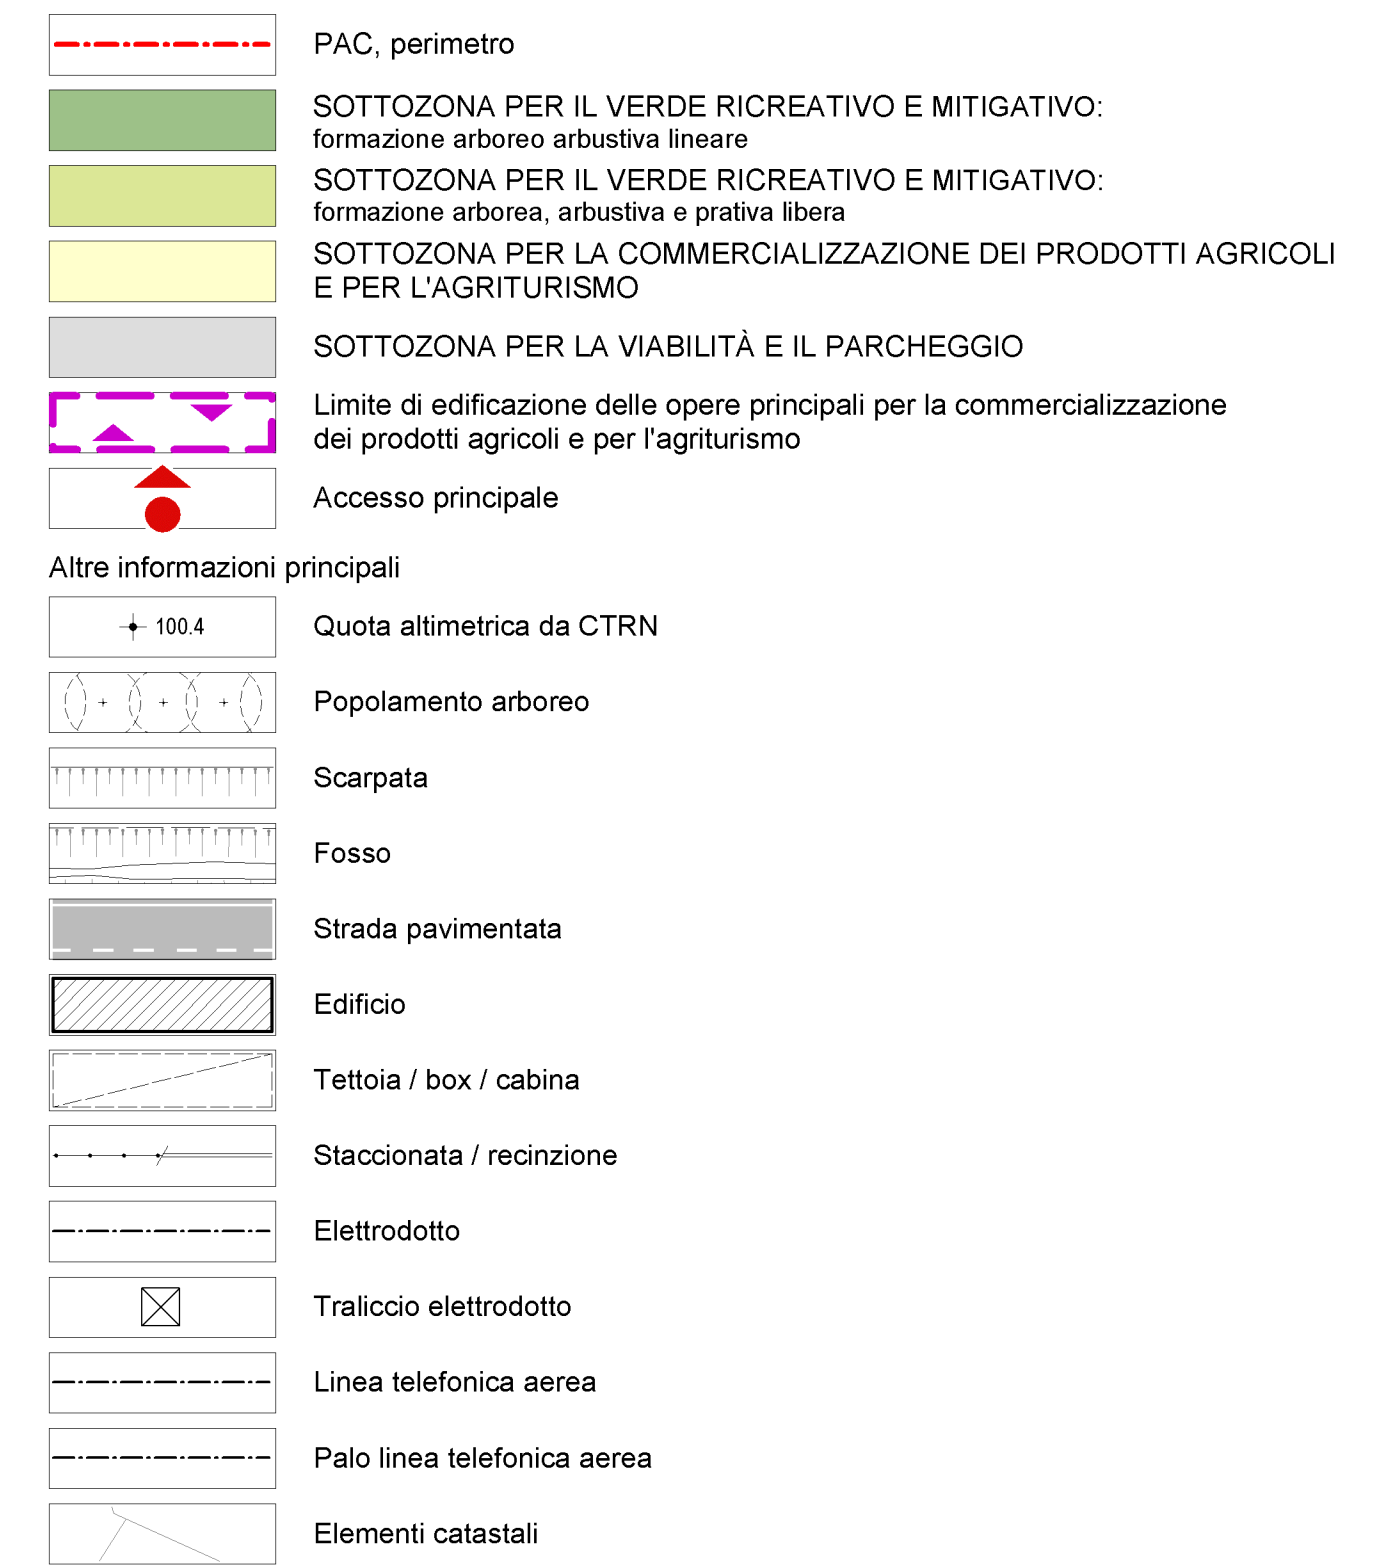 PAC, perimetro
SOTTOZONA PER IL VERDE RICREATIVO E MITIGATIVO:
formazione arboreo arbustiva lineare
SOTTOZONA PER IL VERDE RICREATIVO E MITIGATIVO:
formazione arborea, arbustiva e prativa libera
SOTTOZONA PER LA COMMERCIALIZZAZIONE DEI PRODOTTI AGRICOLI
E PER L'AGRITURISMO
SOTTOZONA PER LA VIABILITÀ E IL PARCHEGGIO
Limite di edificazione delle opere principali per la commercializzazione
dei prodotti agricoli e per l'agriturismo
Accesso principale
Altre informazioni principali
100.4 Quota altimetrica da CTRN
Popolamento arboreo
Scarpata
Fosso
Strada pavimentata
Edificio
Tettoia / box / cabina
Staccionata / recinzione
Elettrodotto
Traliccio elettrodotto
Linea telefonica aerea
Palo linea telefonica aerea
Elementi catastali